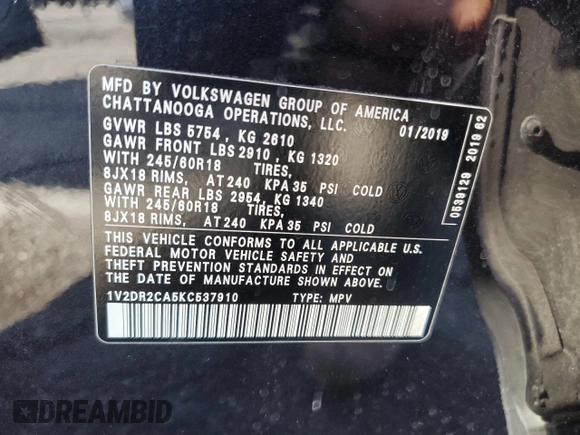 MFD BY VOLKSWAGEN GROUP OF AMERICA
CHATTANOOGA OPERATIONS, LLC. 01/2019
GVWR LBS 5754 , KG 2610
GAWR FRONT LBS 2910 , KG 1320
WITH 245/60R18 TIRES,
8JX18 RIMS, AT 240 KPA 35 PSI COLD
GAWR REAR LBS 2954, KG 1340
WITH 245/60R18 TIRES,
8JX18 RIMS, AT 240 KPA 35 PSI COLD
THIS VEHICLE CONFORMS TO ALL APPLICABLE U.S.
FEDERAL MOTOR VEHICLE SAFETY AND
THEFT PREVENTION STANDARDS IN EFFECT ON
THE DATE OF MANUFACTURE SHOWN ABOVE.
1V2DR2CA5KC537910 TYPE: MPV
0539129 2019 62
DREAMBID